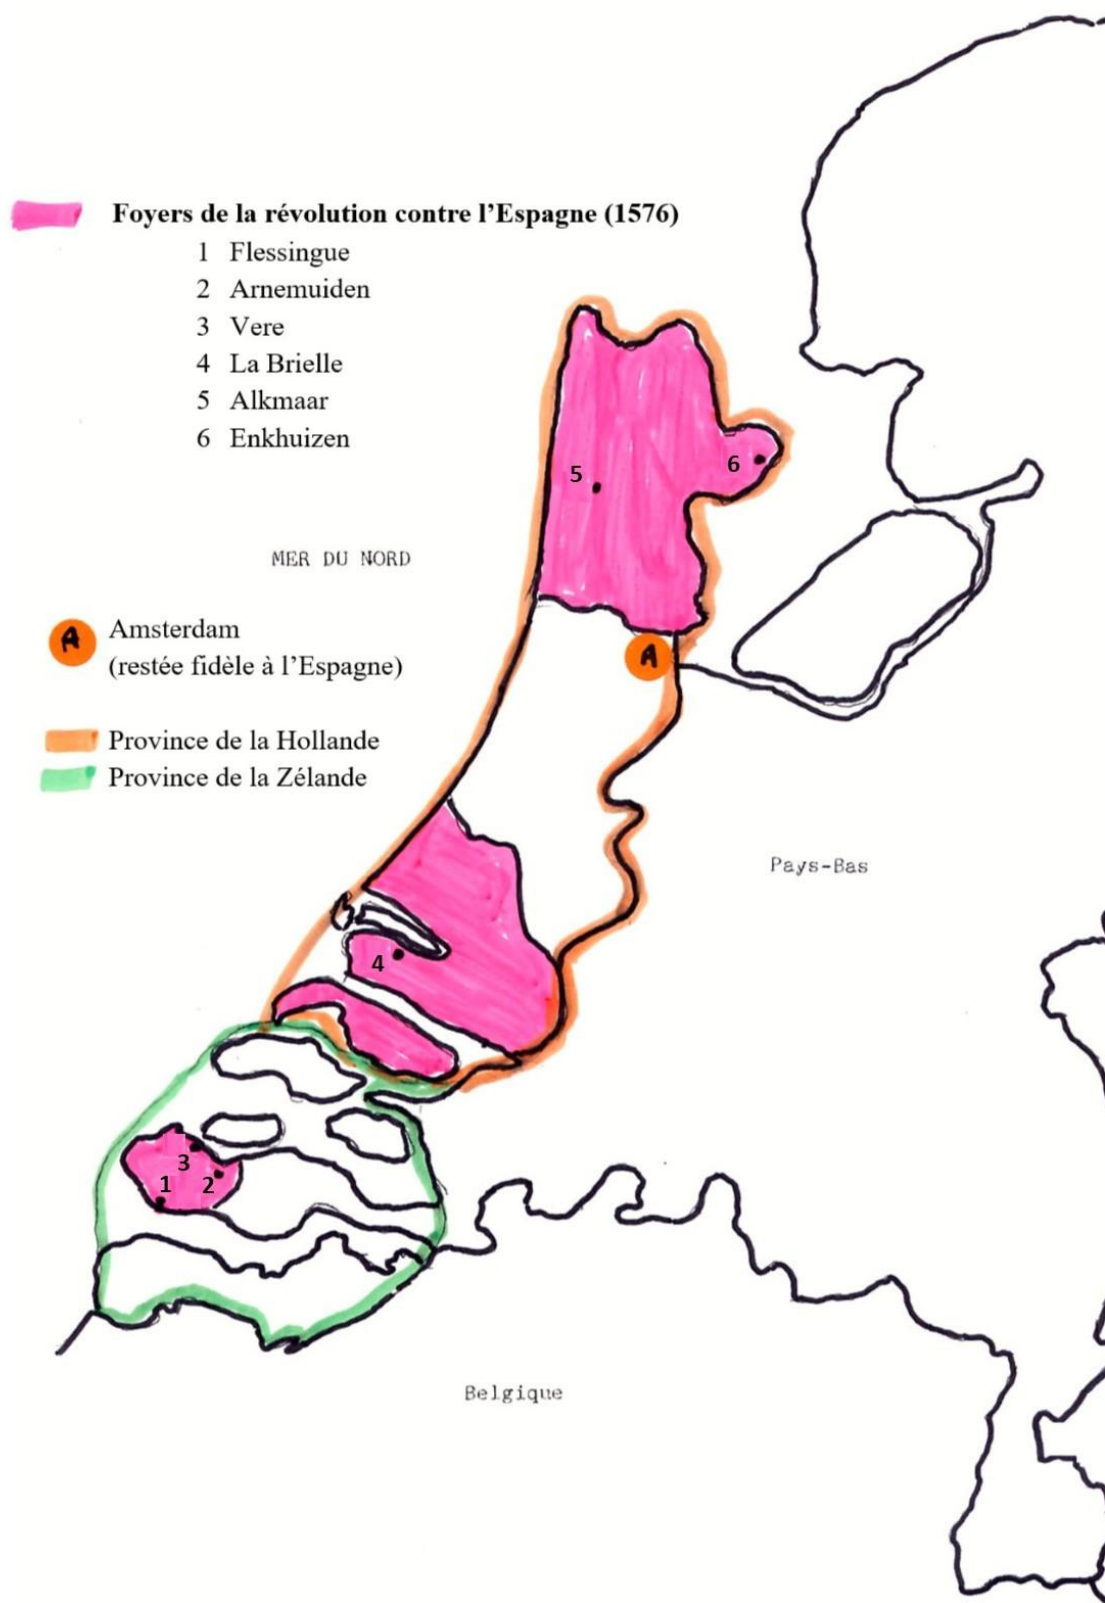 Foyers de la révolution contre l'Espagne (1576)
1 Flessingue
2 Arnemuiden
3 Vere
4 La Brielle
5 Alkmaar
6 Enkhuizen
5
6
MER DU NORD
A Amsterdam
(restée fidèle à l'Espagne)
A
Province de la Hollande
Province de la Zélande
Pays-Bas
4
3
1
2
Belgique